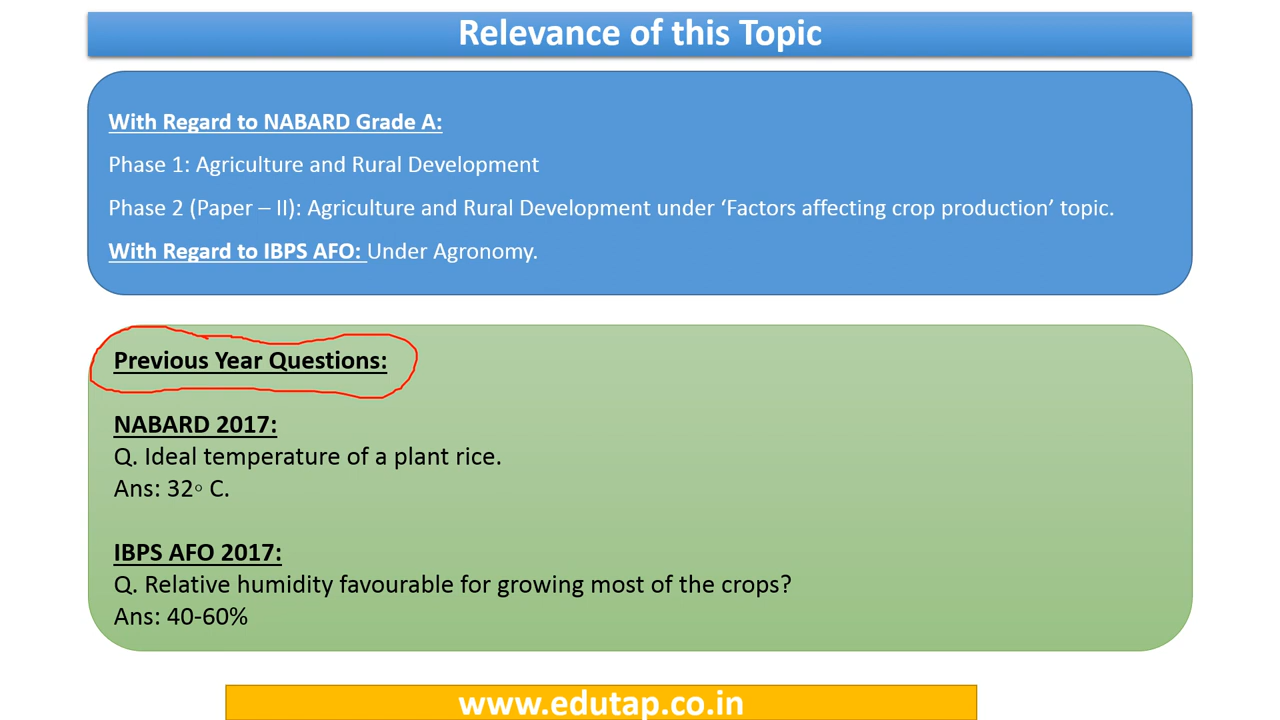 Relevance of this Topic
With Regard to NABARD Grade A:
Phase 1: Agriculture and Rural Development
Phase 2 (Paper – II): Agriculture and Rural Development under ‘Factors affecting crop production’ topic.
With Regard to IBPS AFO: Under Agronomy.
Previous Year Questions:
NABARD 2017:
Q. Ideal temperature of a plant rice.
Ans: 32◦ C.
IBPS AFO 2017:
Q. Relative humidity favourable for growing most of the crops?
Ans: 40-60%
www.edutap.co.in